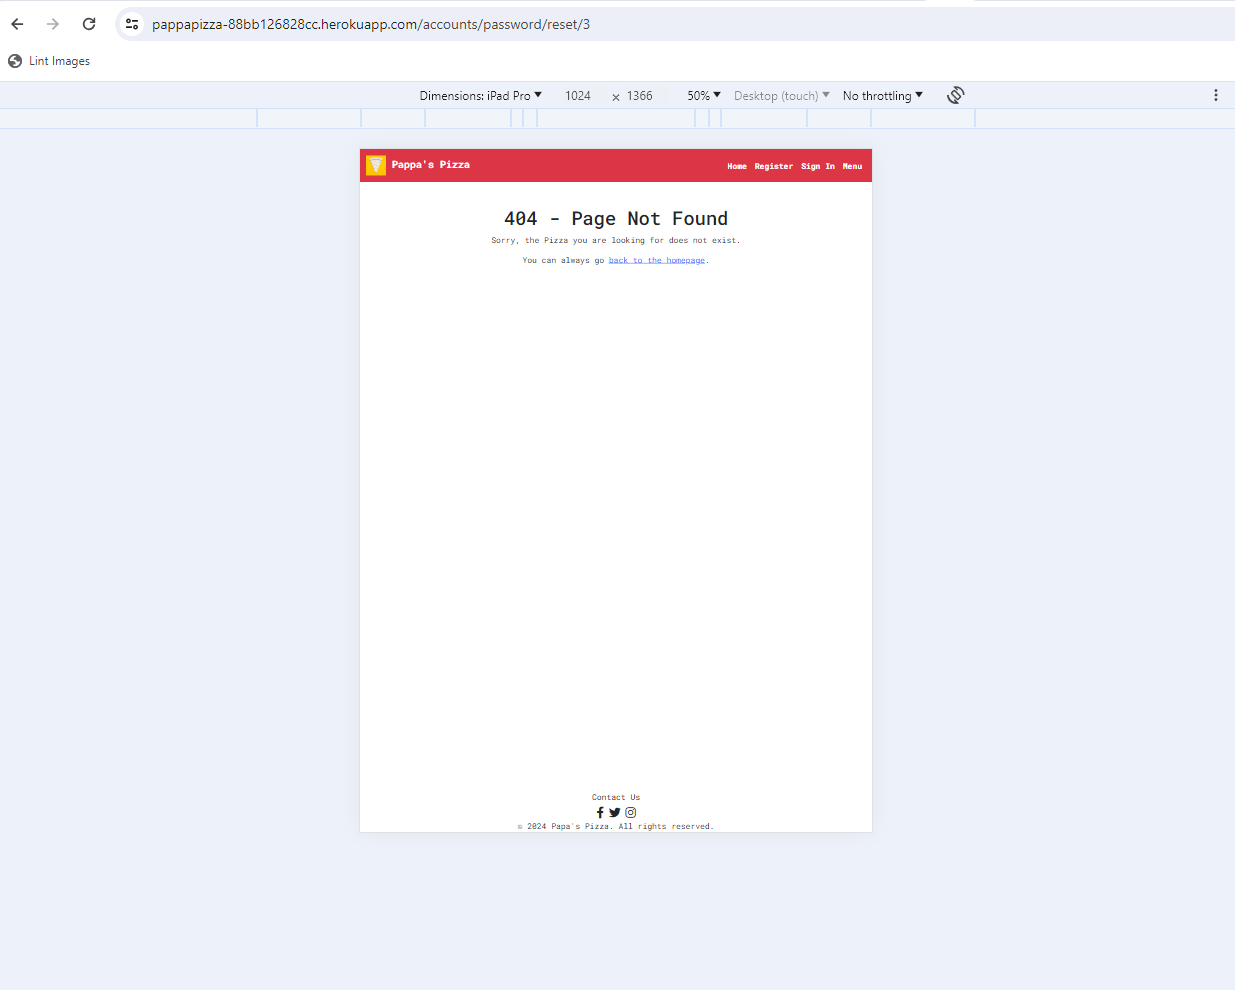 pappapizza-88bb126828cc.herokuapp.com/accounts/password/reset/3
Lint Images
Dimensions: iPad Pro 1024 × 1366 50% Desktop (touch) No throttling
Pappa's Pizza Home Register Sign In Menu
404 - Page Not Found
Sorry, the Pizza you are looking for does not exist.
You can always go back to the homepage.
Contact Us
© 2024 Papa's Pizza. All rights reserved.